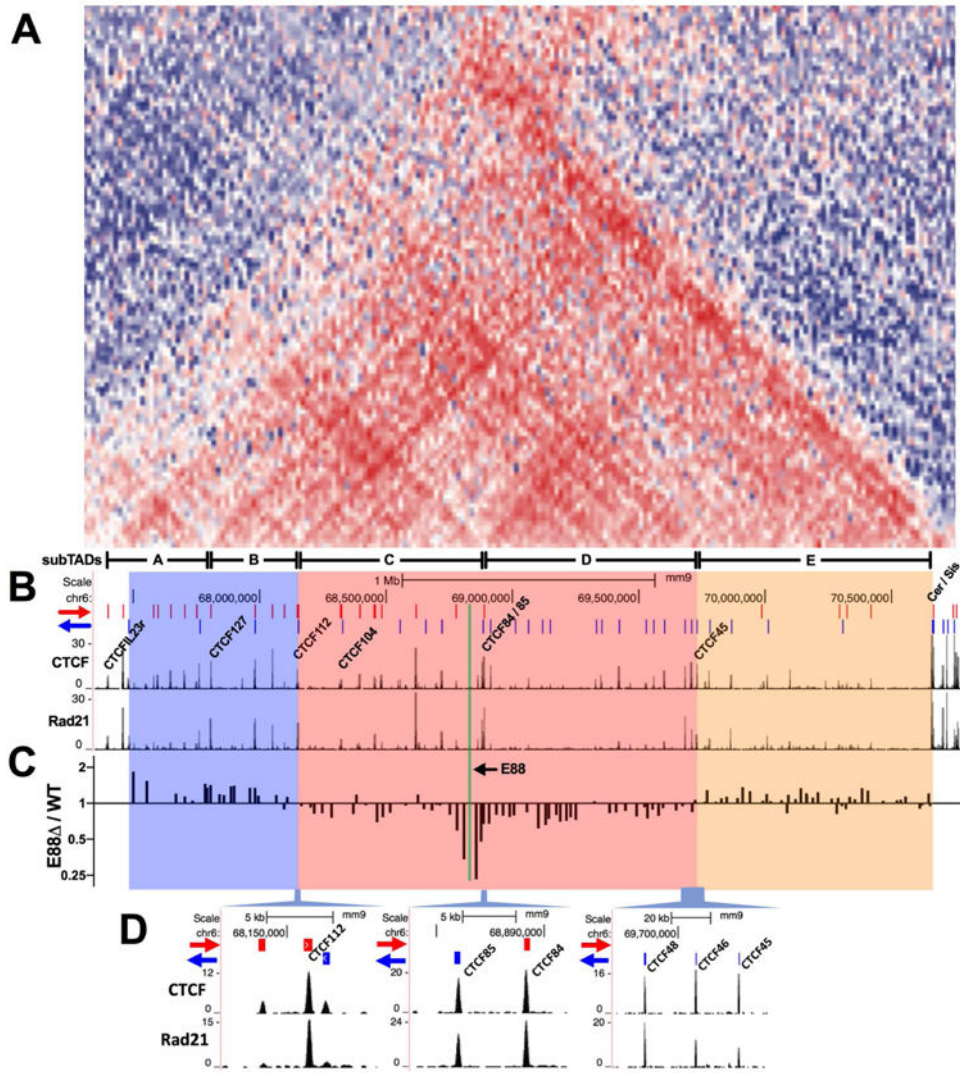 A
subTADs A B C D E
B
Scale 1 Mb mm9
chr6: 68,000,000 68,500,000 69,000,000 69,500,000 70,000,000 70,500,000
CTCFIL23r CTCF127 CTCF112 CTCF104 CTCF84 / 85 CTCF45 Cer / Sis
30
CTCF
0
30
Rad21
0
C
2
E88
1
0.5
0.25
E88Δ / WT
D
Scale 5 kb mm9
chr6: 68,150,000
CTCF112
Scale 5 kb mm9
chr6: 68,890,000
CTCF85 CTCF84
Scale 20 kb mm9
chr6: 69,700,000
CTCF48 CTCF46 CTCF45
CTCF
12 20 16
0 0 0
Rad21
15 24 20
0 0 0